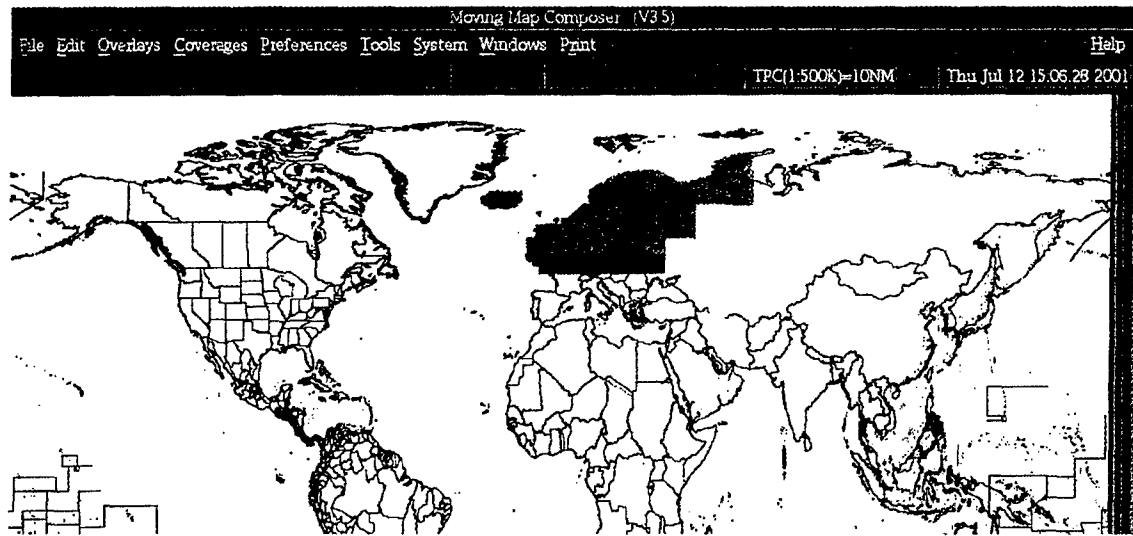 Moving Map Composer (V3.5)
File Edit Overlays Coverages Preferences Tools System Windows Print Help
TPC(1:500K)=10NM Thu Jul 12 15:06:28 2001